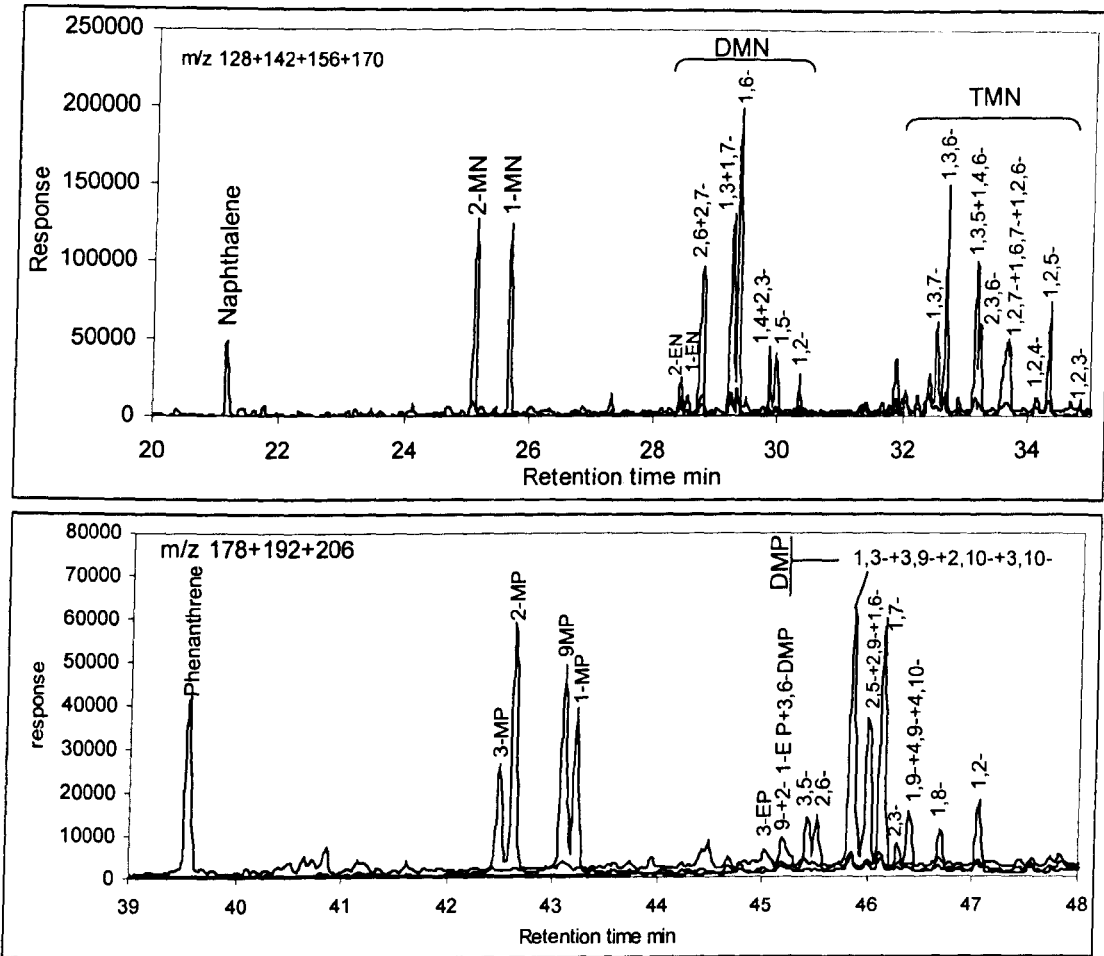 250000
m/z 128+142+156+170
DMN
200000
1,6-
TMN
150000
2-MN
1-MN
1,3+1,7-
1,3,6-
Response
Naphthalene
2,6+2,7-
1,3,5+1,4,6-
2,3,6-
1,2,7-+1,6,7-+1,2,6-
100000
1,4+2,3-
1,5-
1,3,7-
1,2,5-
50000
2-EN
1-EN
1,2-
1,2,4-
1,2,3-
0
20 22 24 26 28 30 32 34
Retention time min
80000
m/z 178+192+206
DMP
1,3-+3,9-+2,10-+3,10-
70000
Phenanthrene
2-MP
60000
9MP
1-MP
2,5-+2,9-+1,6-
1,7-
50000
response
40000
3-MP
9-+2- 1-E P+3,6-DMP
30000
3-EP
3,5-
2,6-
2,3-
1,9-+4,9-+4,10-
1,8-
1,2-
20000
10000
0
39 40 41 42 43 44 45 46 47 48
Retention time min